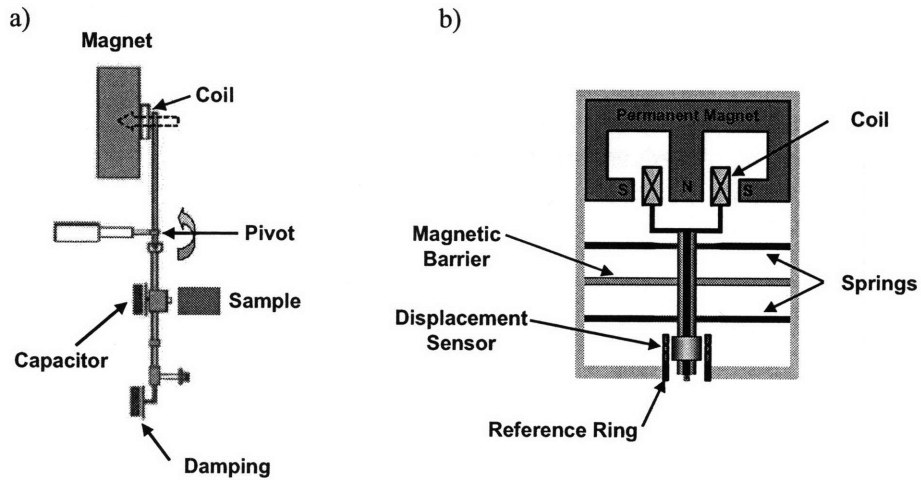 a)
Magnet
Coil
Pivot
Sample
Capacitor
Damping
b)
Permanent Magnet
Coil
S
N
S
Magnetic
Barrier
Springs
Displacement
Sensor
Reference Ring